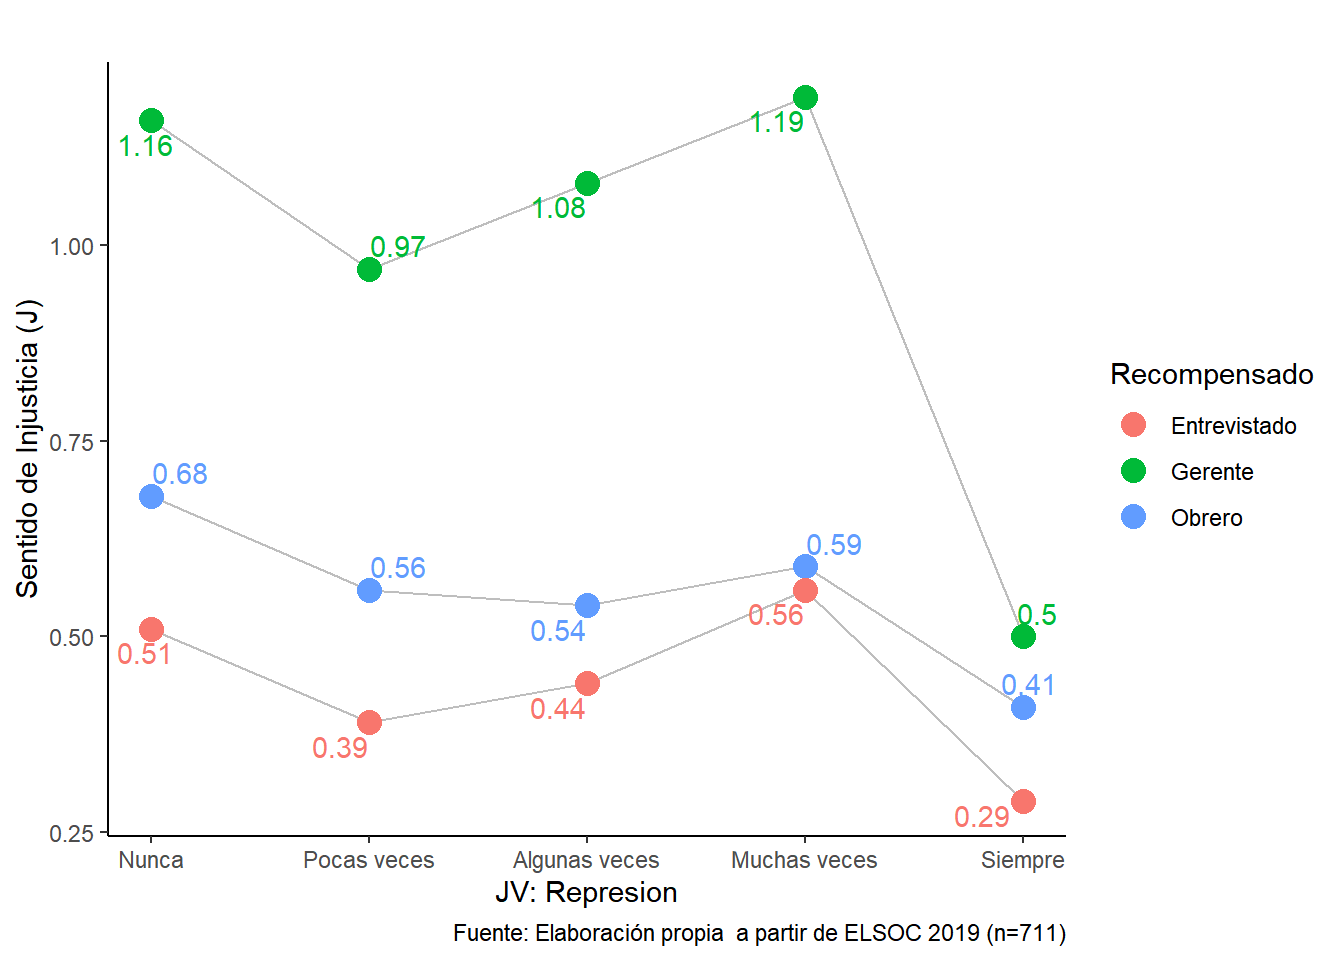 1.16
0.97
1.08
1.19
0.5
0.68
0.56
0.54
0.59
0.41
0.51
0.39
0.44
0.56
0.29
1.00
0.75
0.50
0.25
Sentido de Injusticia (J)
Nunca
Pocas veces
Algunas veces
Muchas veces
Siempre
JV: Represion
Fuente: Elaboración propia  a partir de ELSOC 2019 (n=711)
Recompensado
Entrevistado
Gerente
Obrero